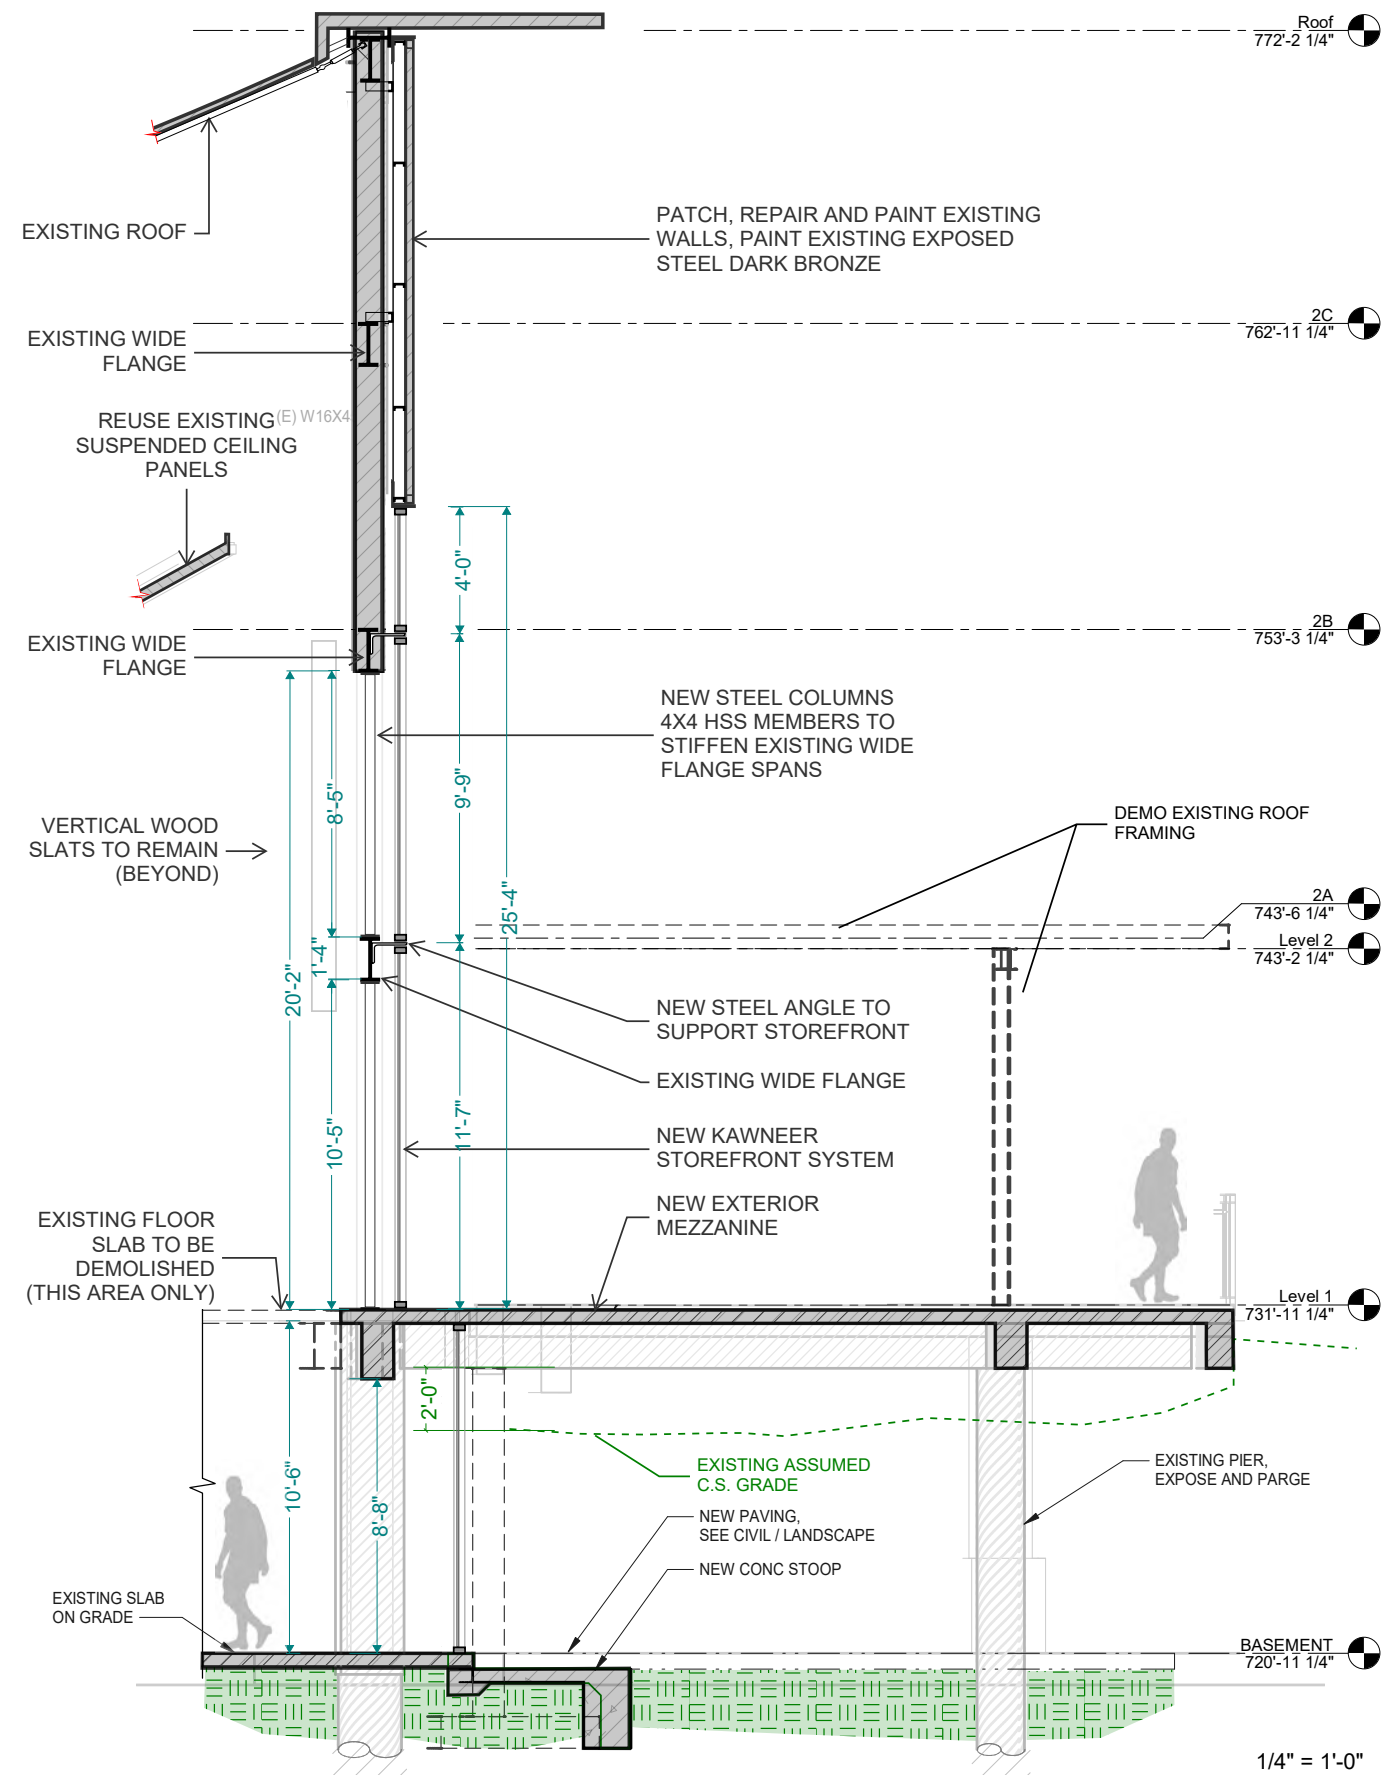 Roof
772'-2 1/4"
EXISTING ROOF
PATCH, REPAIR AND PAINT EXISTING
WALLS, PAINT EXISTING EXPOSED
STEEL DARK BRONZE
2C
762'-11 1/4"
EXISTING WIDE
FLANGE
(E) W16X4
REUSE EXISTING
SUSPENDED CEILING
PANELS
4'-0"
2B
753'-3 1/4"
EXISTING WIDE
FLANGE
NEW STEEL COLUMNS
4X4 HSS MEMBERS TO
STIFFEN EXISTING WIDE
FLANGE SPANS
8'-5"
9'-9"
DEMO EXISTING ROOF
FRAMING
VERTICAL WOOD
SLATS TO REMAIN
(BEYOND)
25'-4"
2A
743'-6 1/4"
Level 2
743'-2 1/4"
1'-4"
20'-2"
NEW STEEL ANGLE TO
SUPPORT STOREFRONT
EXISTING WIDE FLANGE
10'-5"
11'-7"
NEW KAWNEER
STOREFRONT SYSTEM
NEW EXTERIOR
MEZZANINE
EXISTING FLOOR
SLAB TO BE
DEMOLISHED
(THIS AREA ONLY)
Level 1
731'-11 1/4"
2'-0"
EXISTING ASSUMED
C.S. GRADE
EXISTING PIER,
EXPOSE AND PARGE
10'-6"
8'-8"
NEW PAVING,
SEE CIVIL / LANDSCAPE
NEW CONC STOOP
EXISTING SLAB
ON GRADE
BASEMENT
720'-11 1/4"
1/4" = 1'-0"